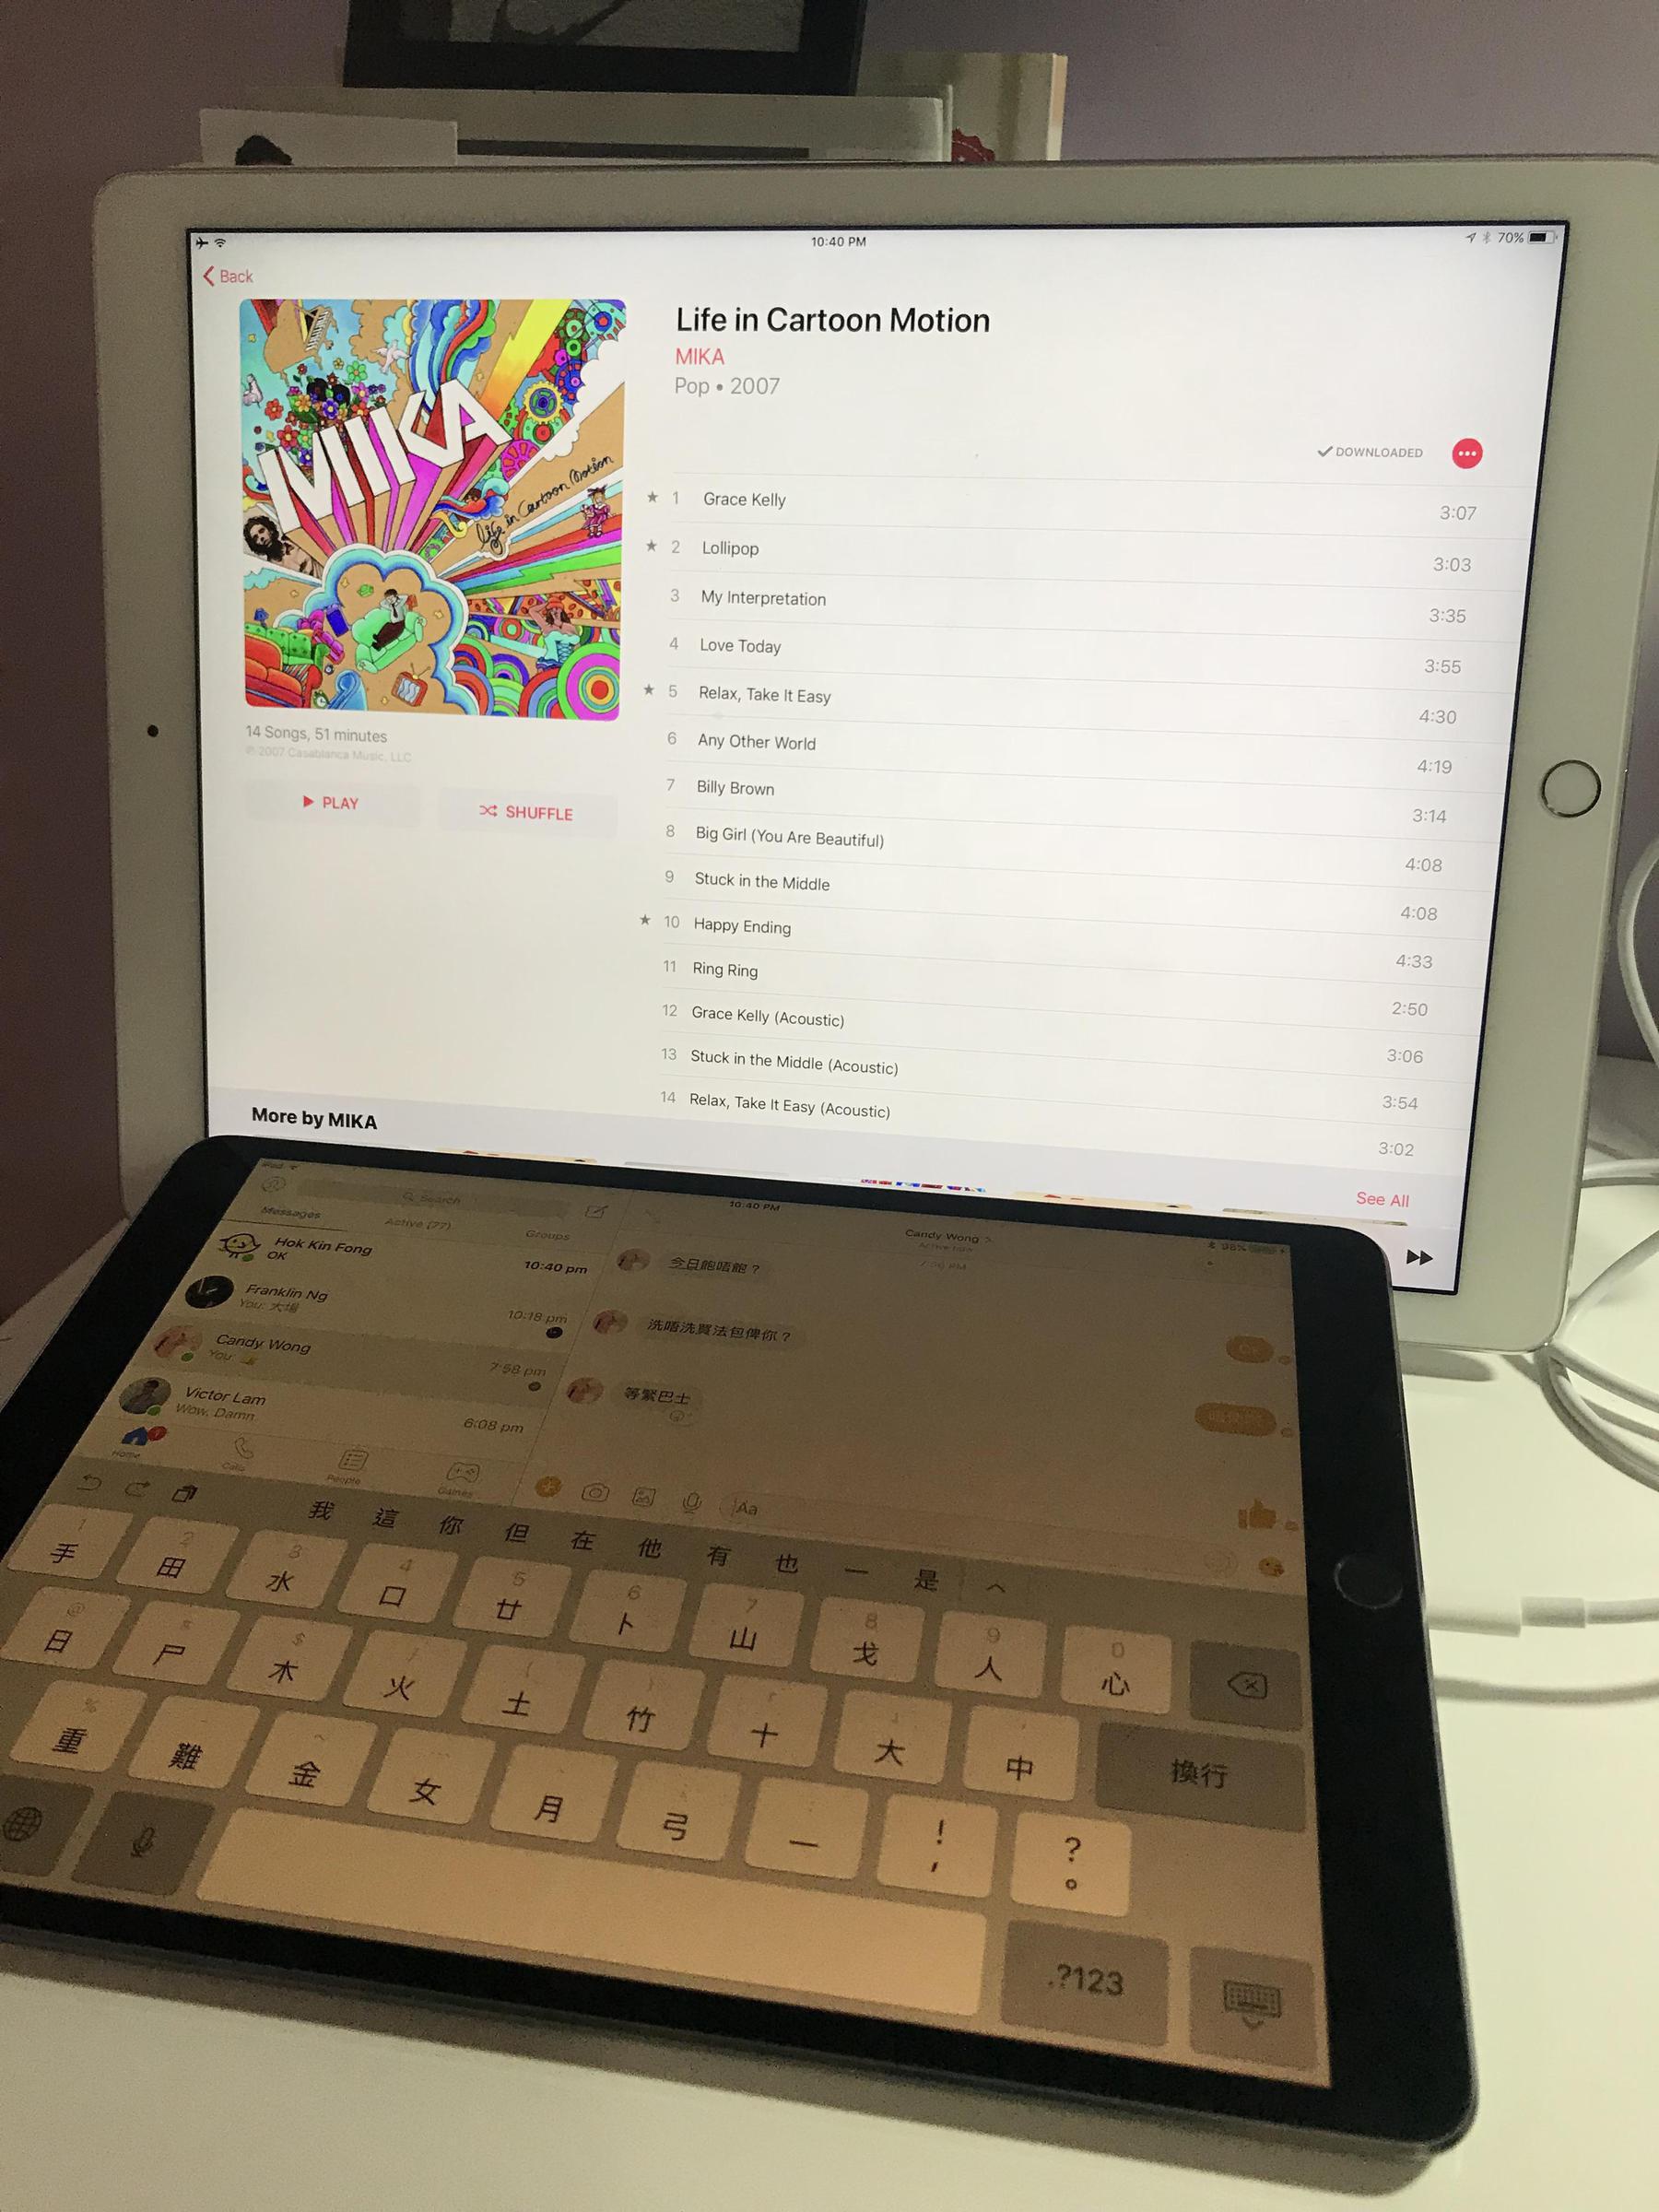 10:40 PM
70%
Back
MIKA
Life in Cartoon Motion
Life in Cartoon Motion
MIKA
Pop • 2007
DOWNLOADED
★ 1 Grace Kelly 3:07
★ 2 Lollipop 3:03
3 My Interpretation 3:35
4 Love Today 3:55
★ 5 Relax, Take It Easy 4:30
6 Any Other World 4:19
7 Billy Brown 3:14
8 Big Girl (You Are Beautiful) 4:08
9 Stuck in the Middle 4:08
★ 10 Happy Ending 4:33
11 Ring Ring 2:50
12 Grace Kelly (Acoustic) 3:06
13 Stuck in the Middle (Acoustic) 3:54
14 Relax, Take It Easy (Acoustic) 3:02
14 Songs, 51 minutes
℗ 2007 Casablanca Music, LLC
PLAY
SHUFFLE
More by MIKA
See All
iPad
10:40 PM
98%
Search
Messages
Active (77)
Groups
Hok Kin Fong
OK
10:40 pm
Franklin Ng
You: 大場
10:18 pm
Candy Wong
You:
7:58 pm
Victor Lam
Wow, Damn
6:08 pm
Home
Calls
People
Games
Candy Wong
今日飽唔飽？
洗唔洗買法包俾你？
等緊巴士
Aa
我 這 你 但 在 他 有 也 一 是
1 2 3 4 5 6 7 8 9 0
手 田 水 口 廿 卜 山 戈 人 心
日 尸 木 火 土 竹 十 大 中 換行
重 難 金 女 月 弓 一 ! , ? 。
.?123